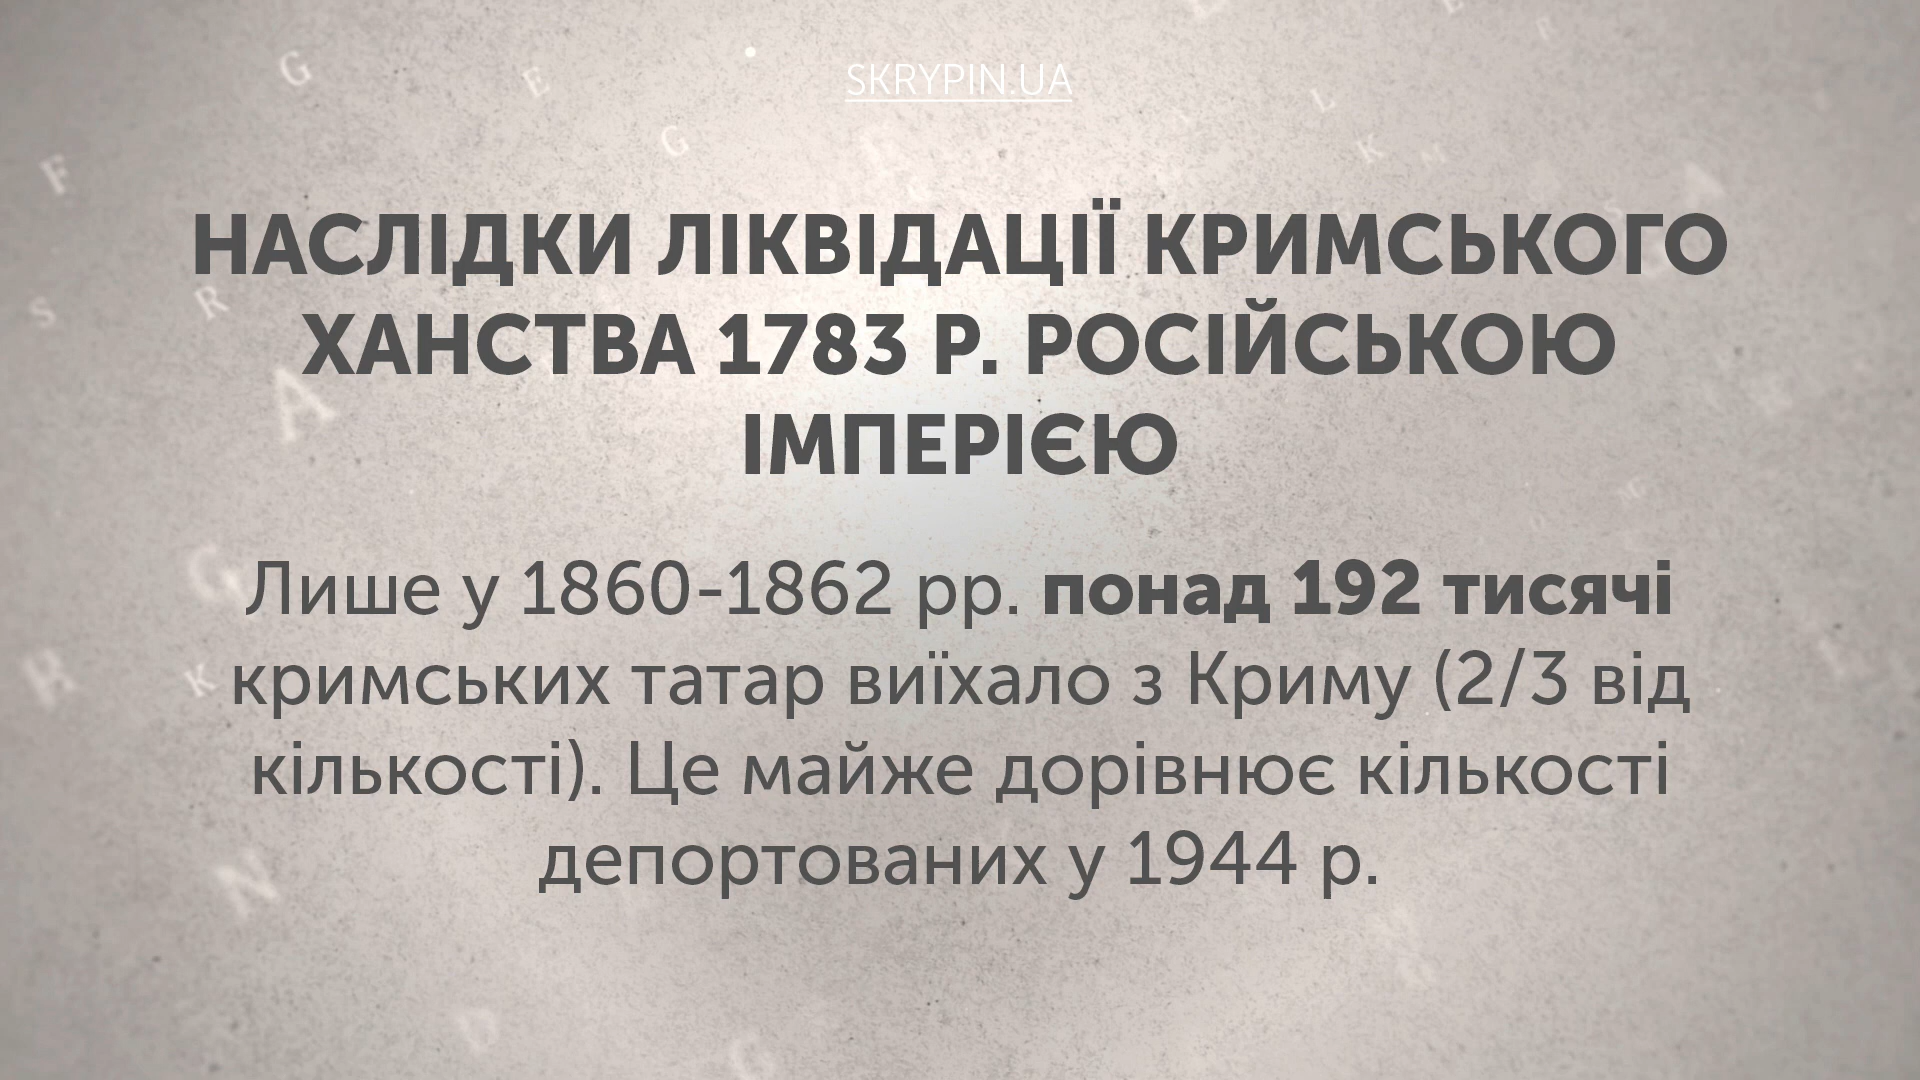 SKRYPIN.UA
НАСЛІДКИ ЛІКВІДАЦІЇ КРИМСЬКОГО
ХАНСТВА 1783 Р. РОСІЙСЬКОЮ
ІМПЕРІЄЮ
Лише у 1860-1862 рр. понад 192 тисячі
кримських татар виїхало з Криму (2/3 від
кількості). Це майже дорівнює кількості
депортованих у 1944 р.